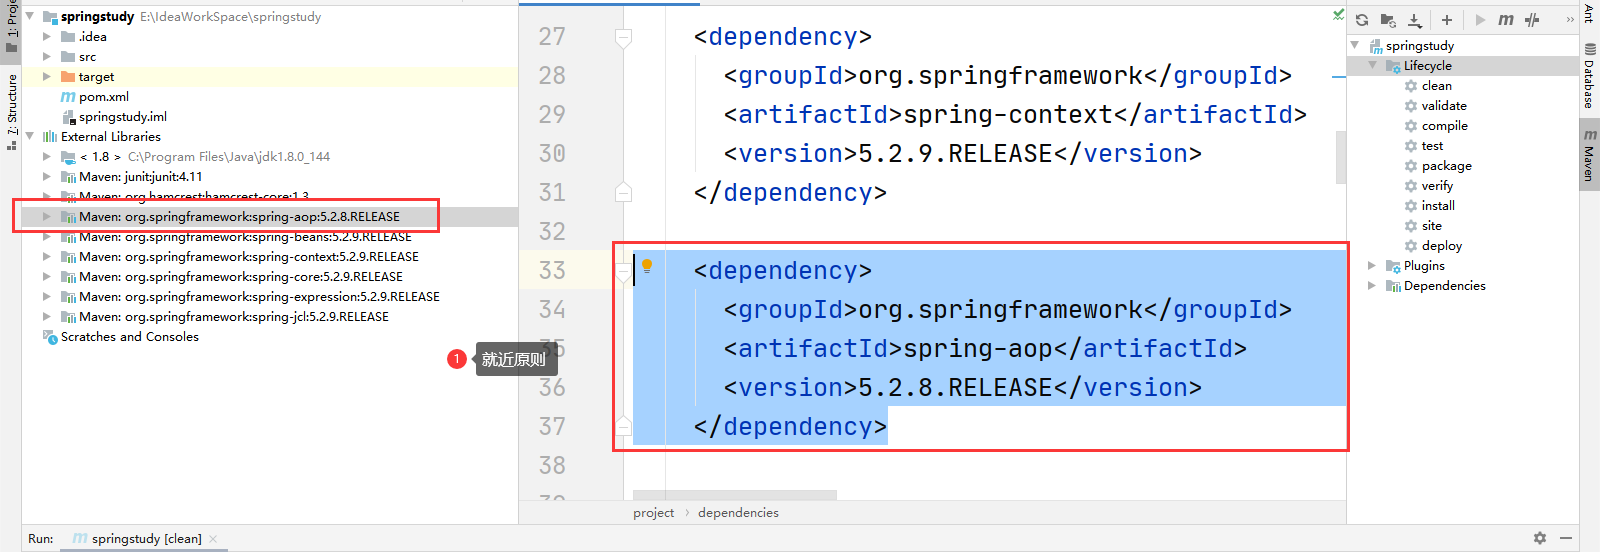 1: Proje
7: Structure
springstudy E:\IdeaWorkSpace\springstudy
.idea
src
target
pom.xml
springstudy.iml
External Libraries
< 1.8 > C:\Program Files\Java\jdk1.8.0_144
Maven: junit:junit:4.11
Maven: org.hamcrest:hamcrest-core:1.3
Maven: org.springframework:spring-aop:5.2.8.RELEASE
Maven: org.springframework:spring-beans:5.2.9.RELEASE
Maven: org.springframework:spring-context:5.2.9.RELEASE
Maven: org.springframework:spring-core:5.2.9.RELEASE
Maven: org.springframework:spring-expression:5.2.9.RELEASE
Maven: org.springframework:spring-jcl:5.2.9.RELEASE
Scratches and Consoles
1 就近原则
27 <dependency>
28 <groupId>org.springframework</groupId>
29 <artifactId>spring-context</artifactId>
30 <version>5.2.9.RELEASE</version>
31 </dependency>
32
33 <dependency>
34 <groupId>org.springframework</groupId>
35 <artifactId>spring-aop</artifactId>
36 <version>5.2.8.RELEASE</version>
37 </dependency>
38
project › dependencies
springstudy
Lifecycle
clean
validate
compile
test
package
verify
install
site
deploy
Plugins
Dependencies
Ant
Database
m Maven
Run: springstudy [clean] ×